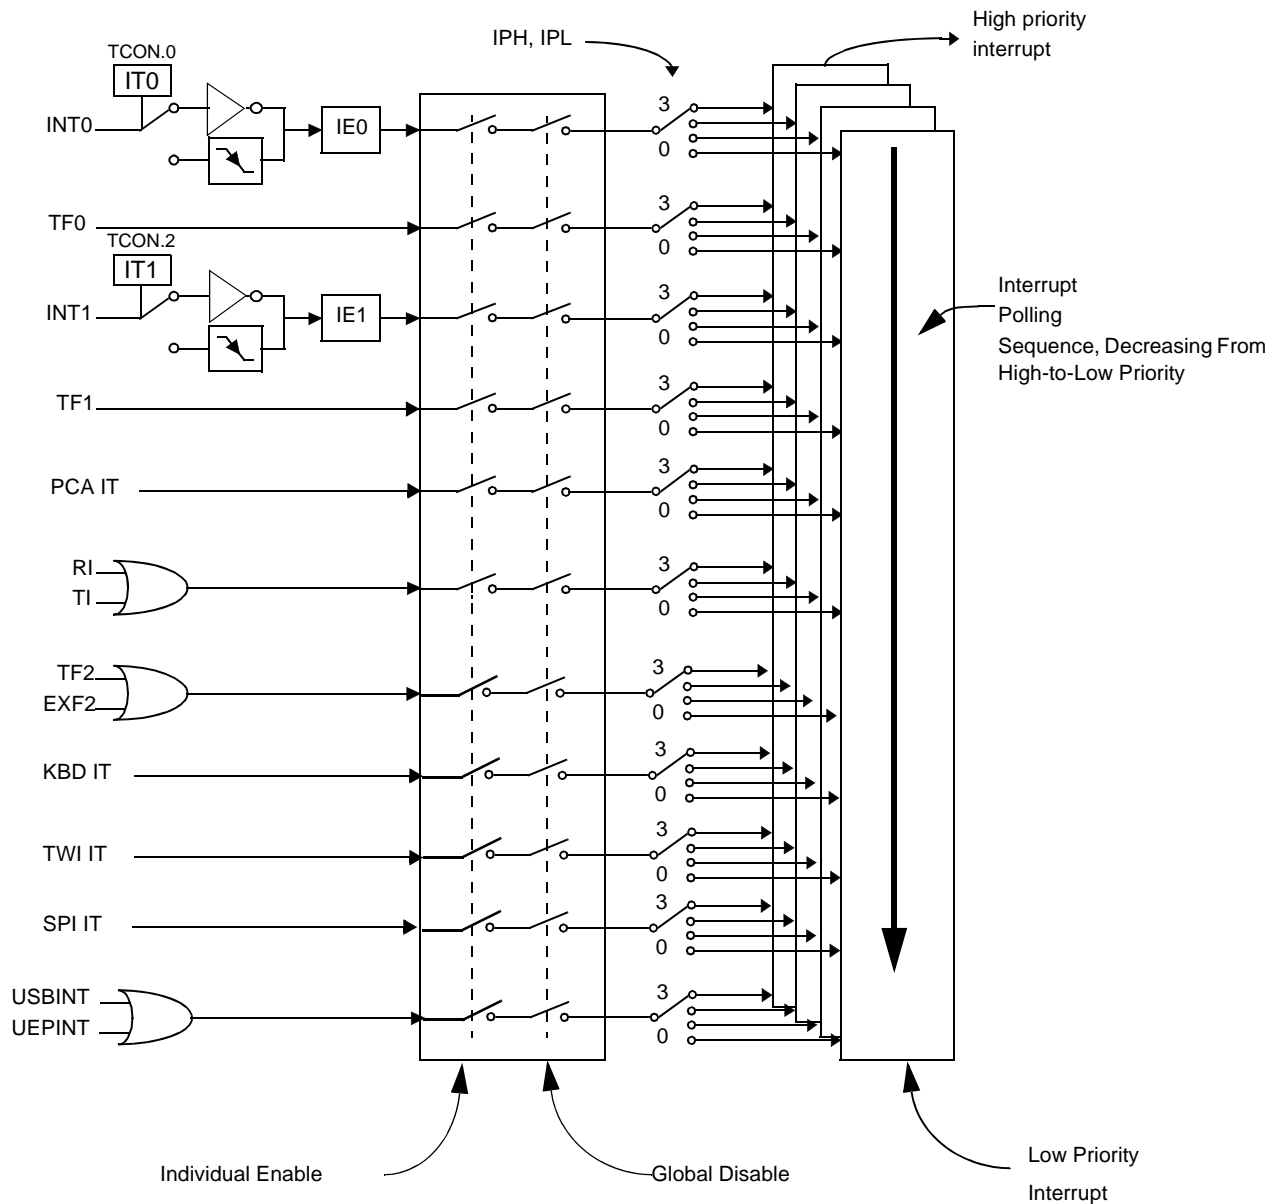 High priority
interrupt
IPH, IPL
TCON.0
IT0
INT0
IE0
3
0
TF0
3
0
TCON.2
IT1
INT1
IE1
3
0
Interrupt
Polling
Sequence, Decreasing From
High-to-Low Priority
TF1
3
0
PCA IT
3
0
RI
TI
3
0
TF2
EXF2
3
0
KBD IT
3
0
TWI IT
3
0
SPI IT
3
0
USBINT
UEPINT
3
0
Individual Enable
Global Disable
Low Priority
Interrupt